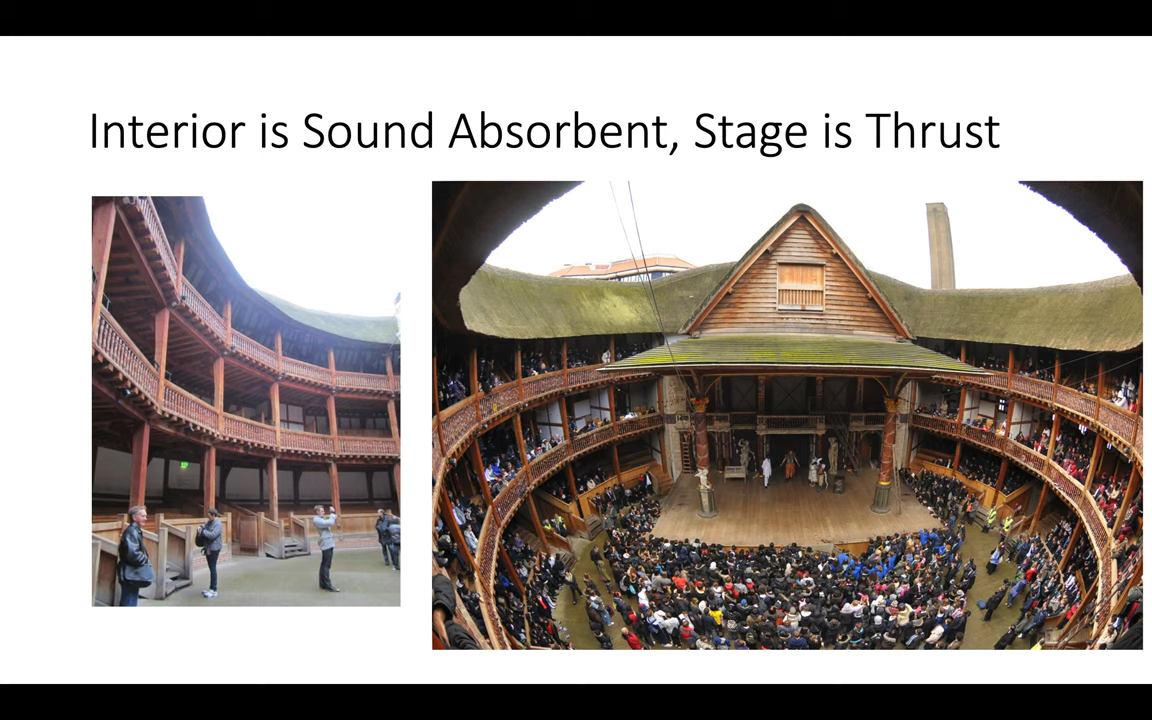 Interior is Sound Absorbent, Stage is Thrust